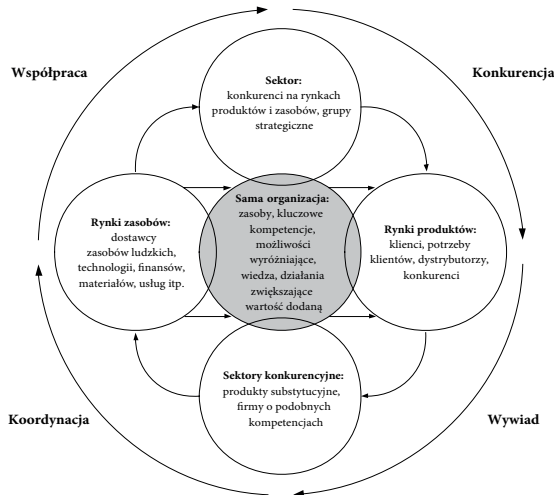 Współpraca
Konkurencja
Sektor:
konkurenci na rynkach
produktów i zasobów, grupy
strategiczne
Rynki zasobów:
dostawcy
zasobów ludzkich,
technologii, finansów,
materiałów, usług itp.
Sama organizacja:
zasoby, kluczowe
kompetencje,
możliwości
wyróżniające,
wiedza, działania
zwiększające
wartość dodaną
Rynki produktów:
klienci, potrzeby
klientów, dystrybutorzy,
konkurenci
Sektory konkurencyjne:
produkty substytucyjne,
firmy o podobnych
kompetencjach
Koordynacja
Wywiad